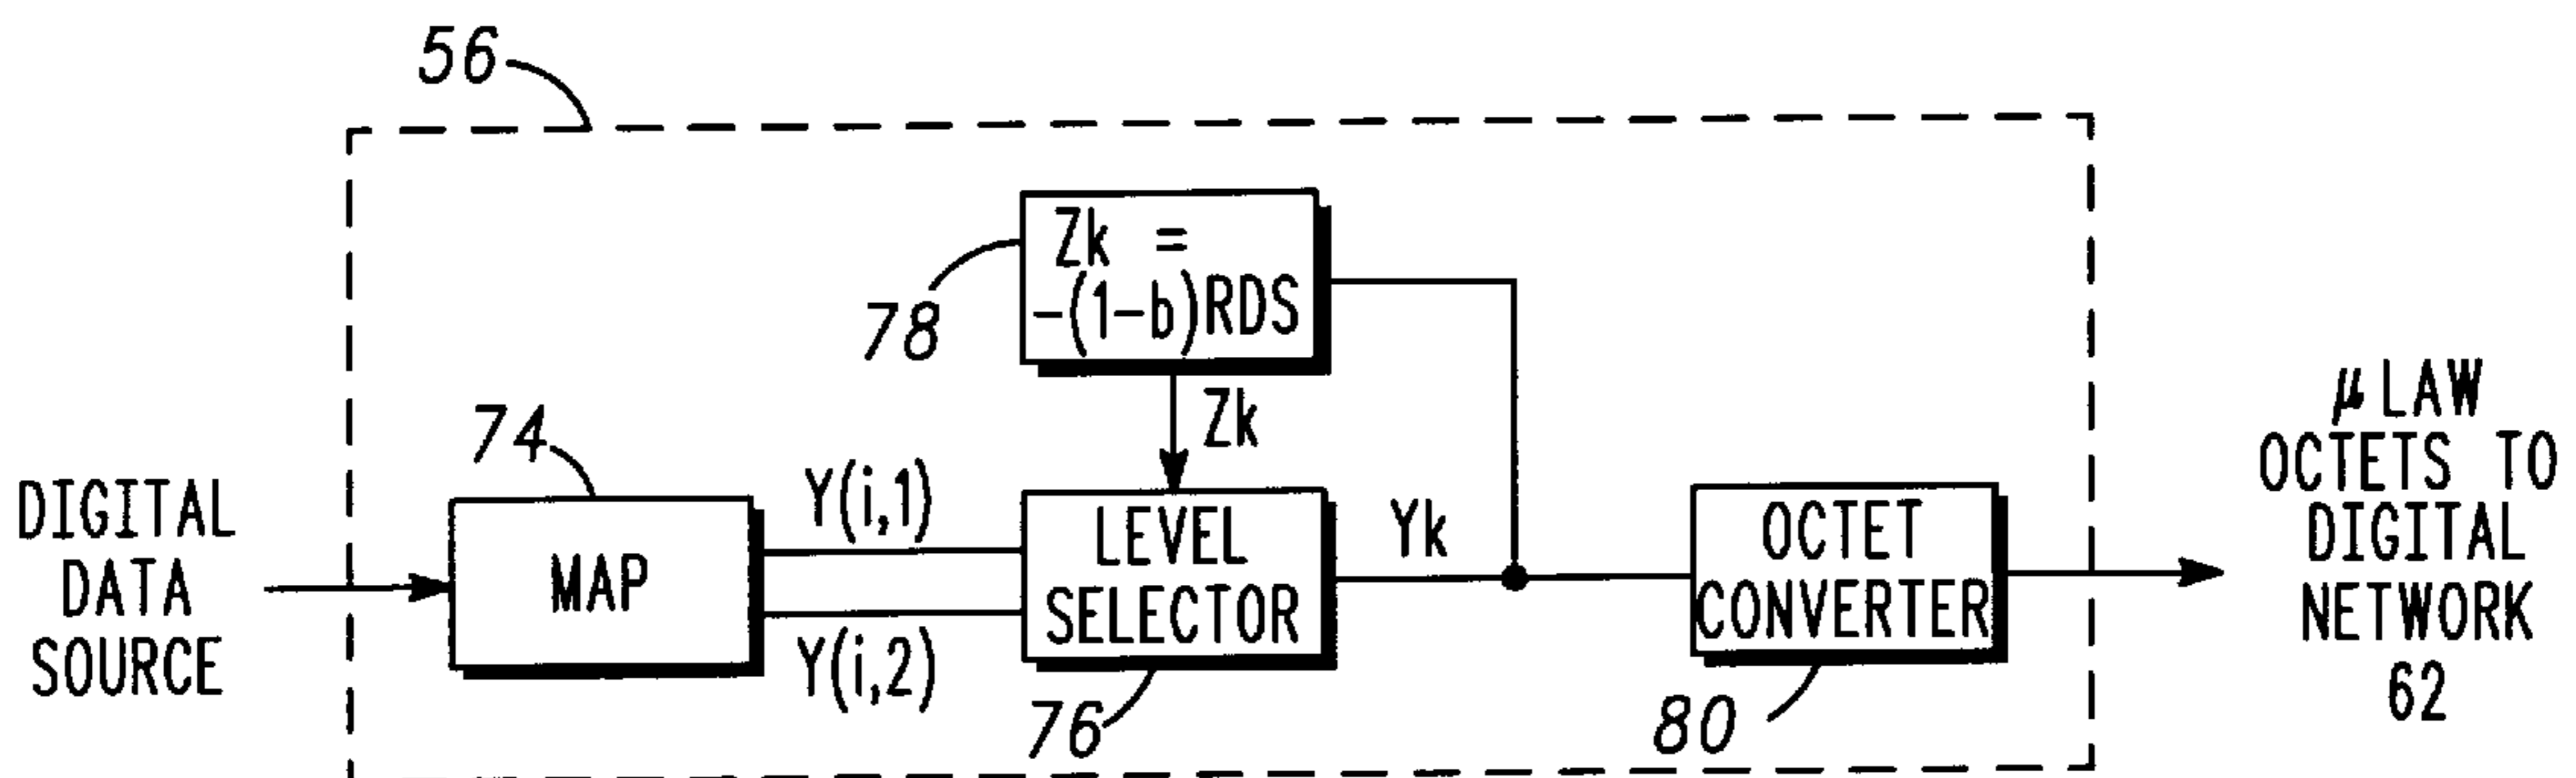 56
Zk =
-(1-b)RDS
78
Zk
74
DIGITAL
DATA
SOURCE
MAP
Y(i,1)
Y(i,2)
LEVEL
SELECTOR
76
Yk
OCTET
CONVERTER
80
μ LAW
OCTETS TO
DIGITAL
NETWORK
62